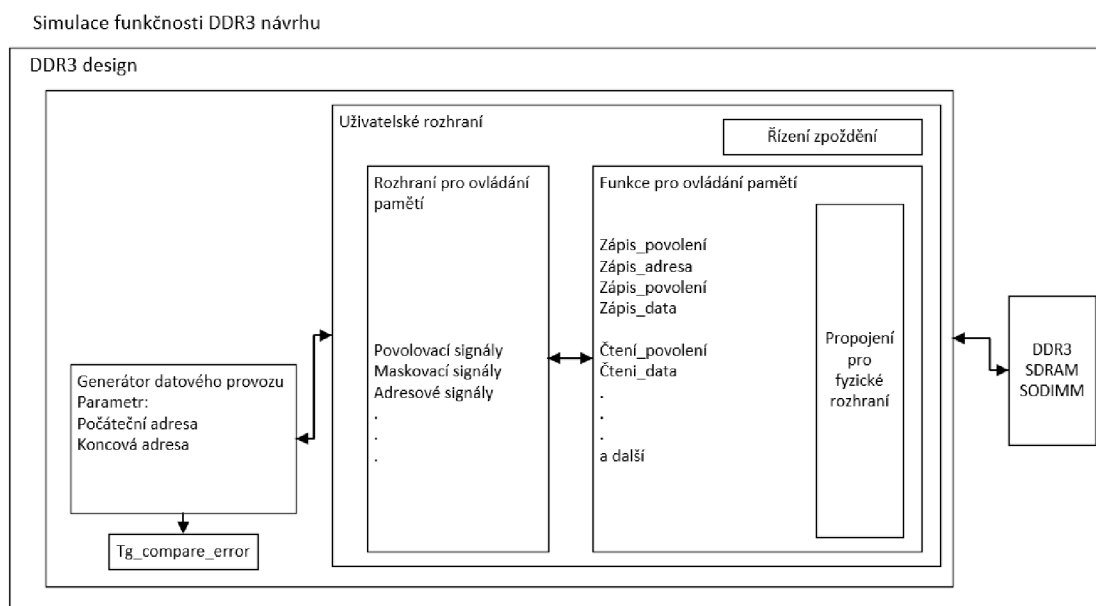 Simulace funkčnosti DDR3 návrhu
DDR3 design
Uživatelské rozhraní
Řízení zpoždění
Rozhraní pro ovládání
pamětí
Povolovací signály
Maskovací signály
Adresové signály
.
.
.
Funkce pro ovládání pamětí
Zápis_povolení
Zápis_adresa
Zápis_povolení
Zápis_data
Čtení_povolení
Čteni_data
.
.
.
a další
Propojení
pro
fyzické
rozhraní
Generátor datového provozu
Parametr:
Počáteční adresa
Koncová adresa
Tg_compare_error
DDR3
SDRAM
SODIMM